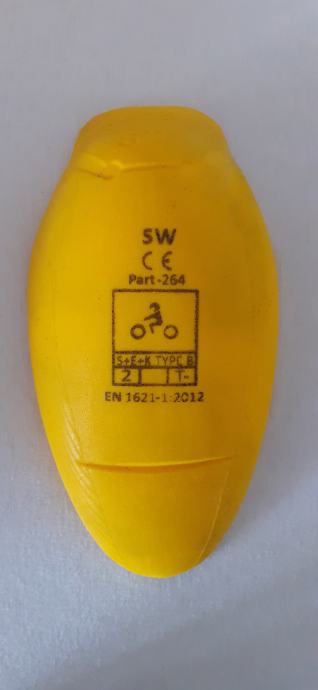 SW
CE
Part-264
S+E+K TYPE B
2 T-
EN 1621-1:2012